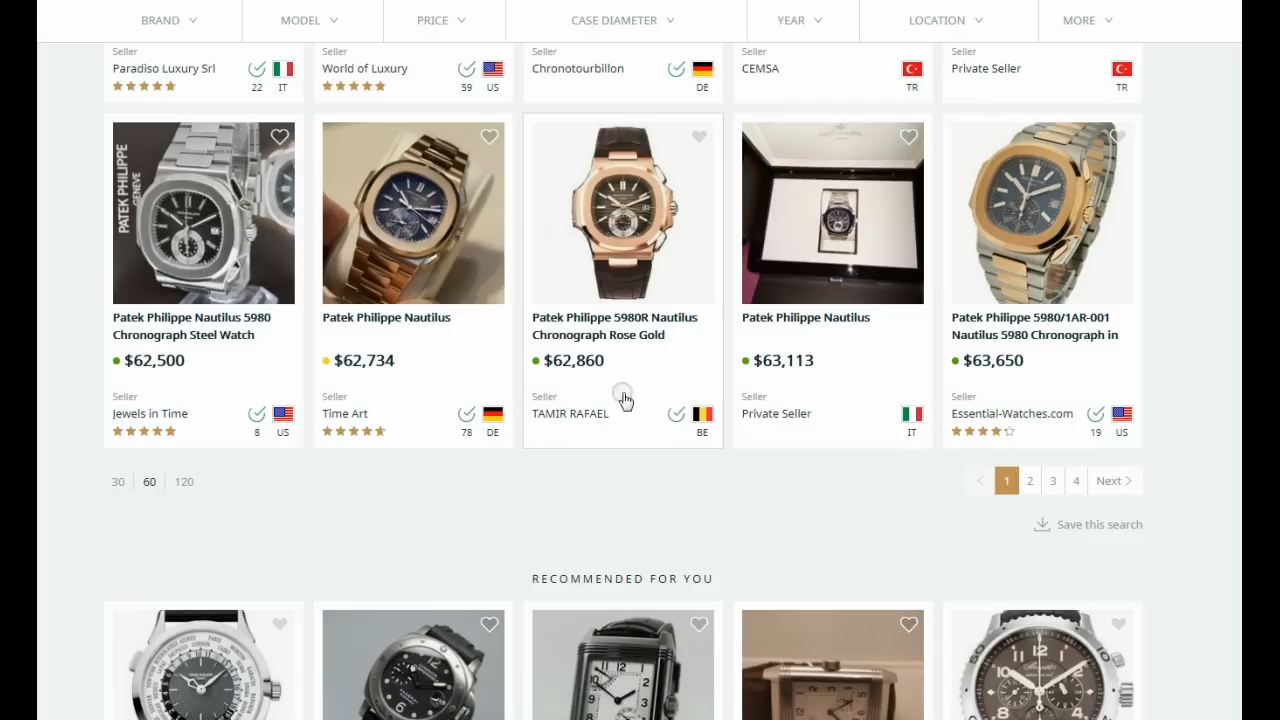 BRAND MODEL PRICE CASE DIAMETER YEAR LOCATION MORE
Seller Seller Seller Seller Seller
Paradiso Luxury Srl World of Luxury Chronotourbillon CEMSA Private Seller
22 IT 59 US DE TR TR
PATEK PHILIPPE
GENEVE
Patek Philippe Nautilus 5980 Patek Philippe Nautilus Patek Philippe 5980R Nautilus Patek Philippe Nautilus Patek Philippe 5980/1AR-001
Chronograph Steel Watch Chronograph Rose Gold Nautilus 5980 Chronograph in
$62,500 $62,734 $62,860 $63,113 $63,650
Seller Seller Seller Seller Seller
Jewels in Time Time Art TAMIR RAFAEL Private Seller Essential-Watches.com
8 US 78 DE BE IT 19 US
30 60 120 1 2 3 4 Next
Save this search
RECOMMENDED FOR YOU